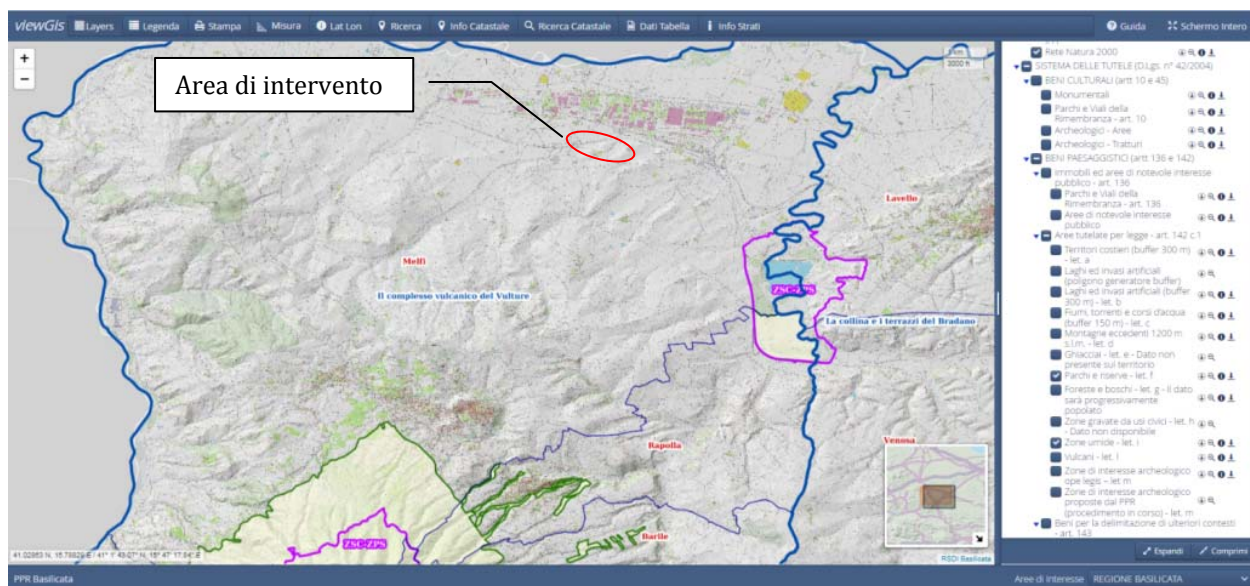 viewGis Layers Legenda Stampa Misura Lat Lon Ricerca Info Catastale Ricerca Catastale Dati Tabella Info Strati Guida Schermo Intero
+
−
Area di intervento
3000 ft
Lavello
Melfi
Il complesso vulcanico del Vulture
ZSC-ZPS
La collina e i terrazzi del Bradano
Rapolla
Venosa
Barile
ZSC-ZPS
RSDI Basilicata
Rete Natura 2000
SISTEMA DELLE TUTELE (D.Lgs. n° 42/2004)
BENI CULTURALI (artt 10 e 45)
Monumentali
Parchi e Viali della
Rimembranza - art. 10
Archeologici - Aree
Archeologici - Tratturi
BENI PAESAGGISTICI (artt 136 e 142)
Immobili ed aree di notevole interesse
pubblico - art. 136
Parchi e Viali della
Rimembranza - art. 136
Aree di notevole interesse
pubblico
Aree tutelate per legge - art. 142 c.1
Territori costieri (buffer 300 m)
- let. a
Laghi ed invasi artificiali
(poligono generatore buffer)
Laghi ed invasi artificiali (buffer
300 m) - let. b
Fiumi, torrenti e corsi d'acqua
(buffer 150 m) - let. c
Montagne eccedenti 1200 m
s.l.m. - let. d
Ghiacciai - let. e - Dato non
presente sul territorio
Parchi e riserve - let. f
Foreste e boschi - let. g - Il dato
sarà progressivamente
popolato
Zone gravate da usi civici - let. h
- Dato non disponibile
Zone umide - let. i
Vulcani - let. l
Zone di interesse archeologico
ope legis - let m
Zone di interesse archeologico
proposte dal PPR
(procedimento in corso) - let. m
Beni per la delimitazione di ulteriori contesti
- art. 143
Espandi Comprimi
PPR Basilicata
Aree di Interesse REGIONE BASILICATA